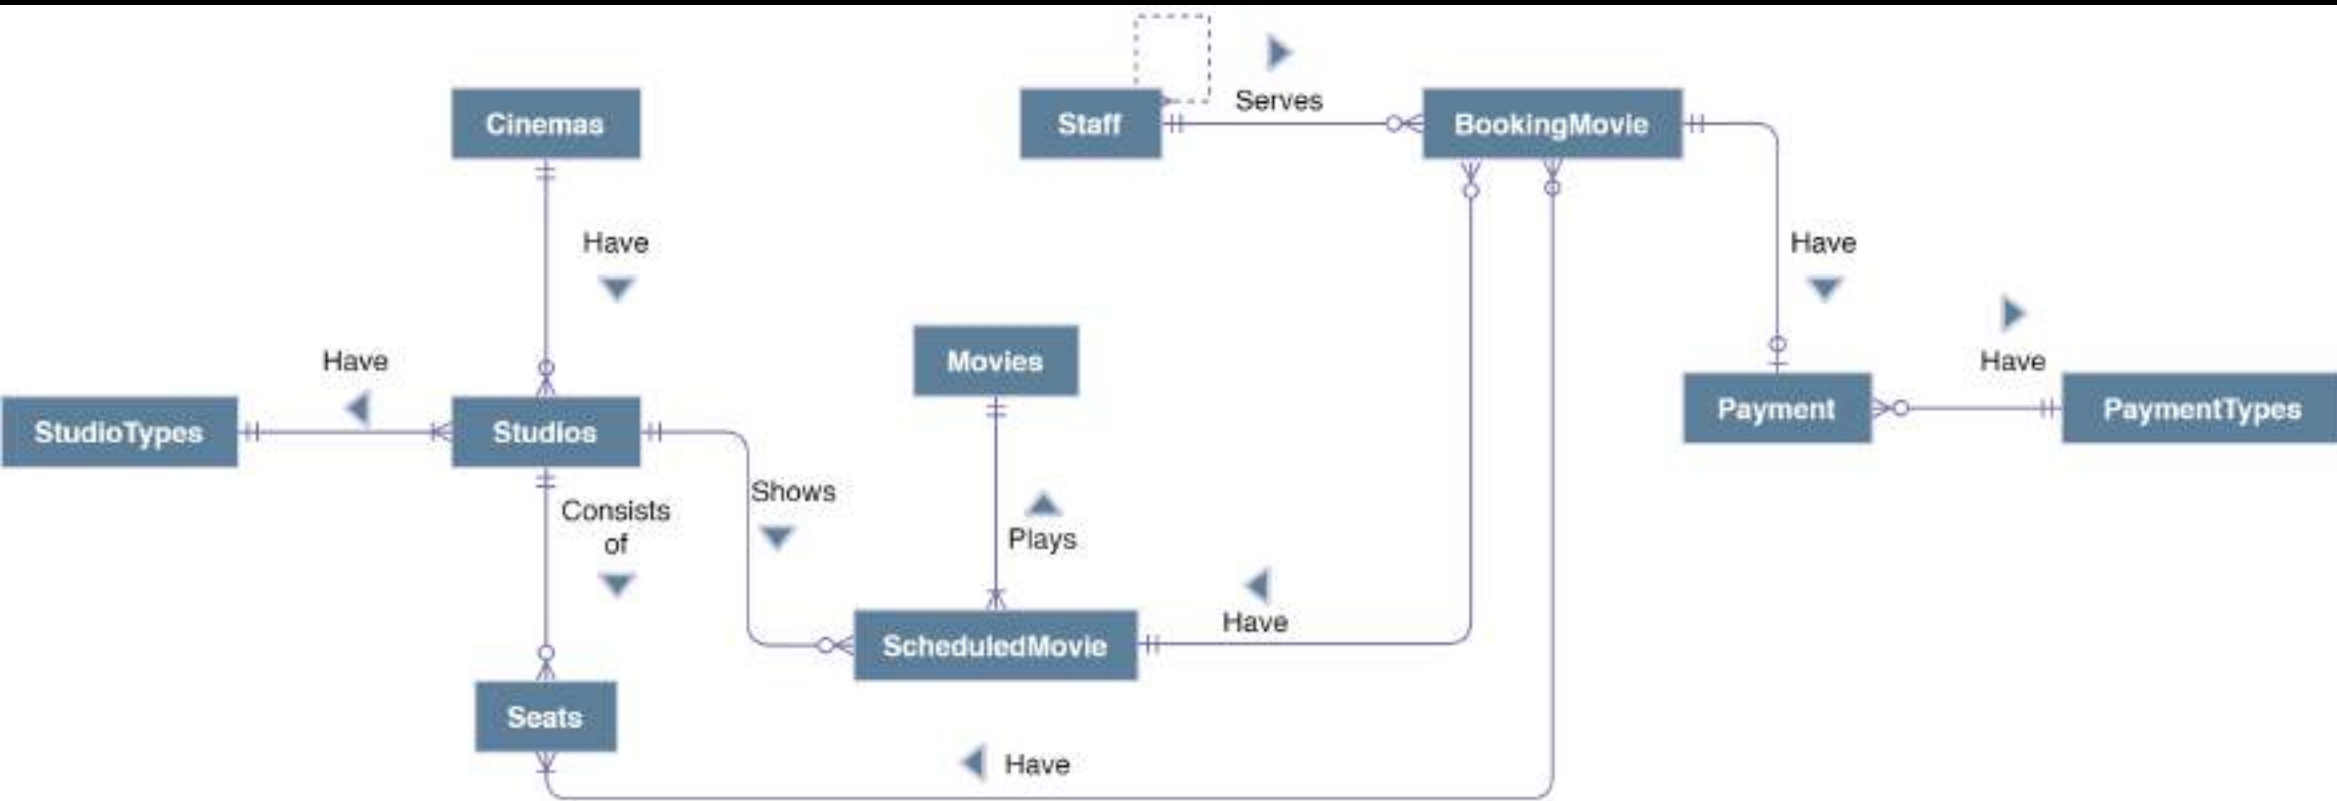 Serves
Cinemas
Staff
BookingMovie
Have
Have
Have
Movies
Have
StudioTypes
Studios
Payment
PaymentTypes
Shows
Consists
of
Plays
Have
ScheduledMovie
Seats
Have